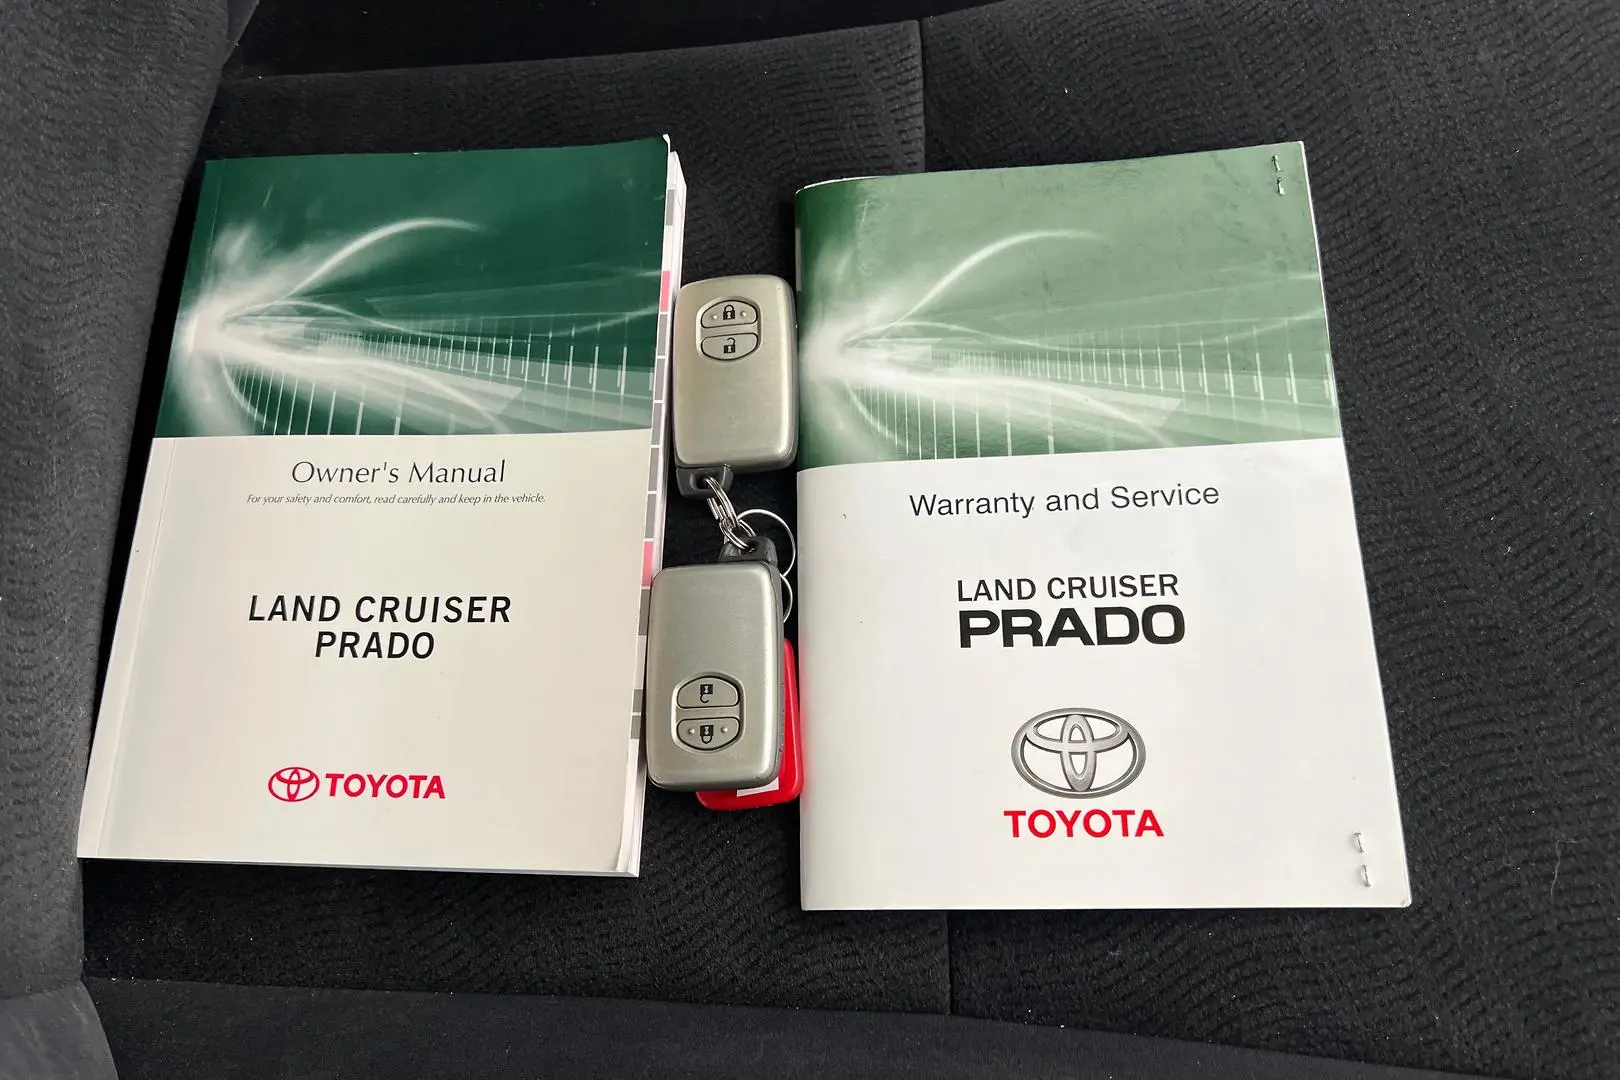 Owner's Manual
For your safety and comfort, read carefully and keep in the vehicle.
LAND CRUISER
PRADO
TOYOTA
Warranty and Service
LAND CRUISER
PRADO
TOYOTA